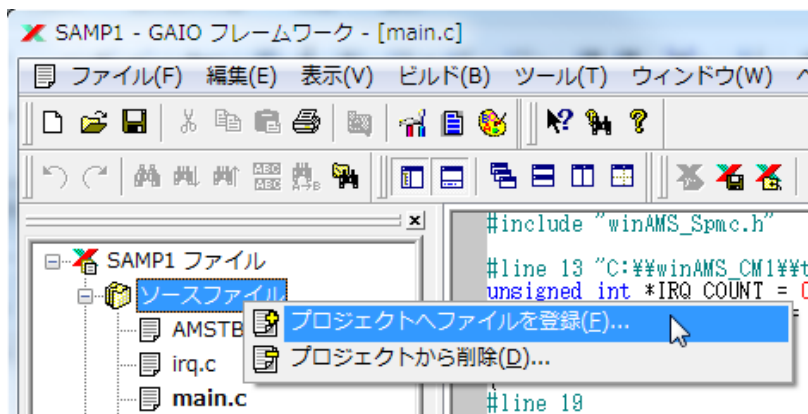 SAMP1 - GAIO フレームワーク - [main.c]
ファイル(F) 編集(E) 表示(V) ビルド(B) ツール(T) ウィンドウ(W)
SAMP1 ファイル
ソースファイル
AMSTB
irq.c
main.c
プロジェクトへファイルを登録(F)...
プロジェクトから削除(D)...
#include "winAMS_Spmc.h"
#line 13 "C:¥¥winAMS_CM1¥¥t
unsigned int *IRQ_COUNT = 0
#line 19